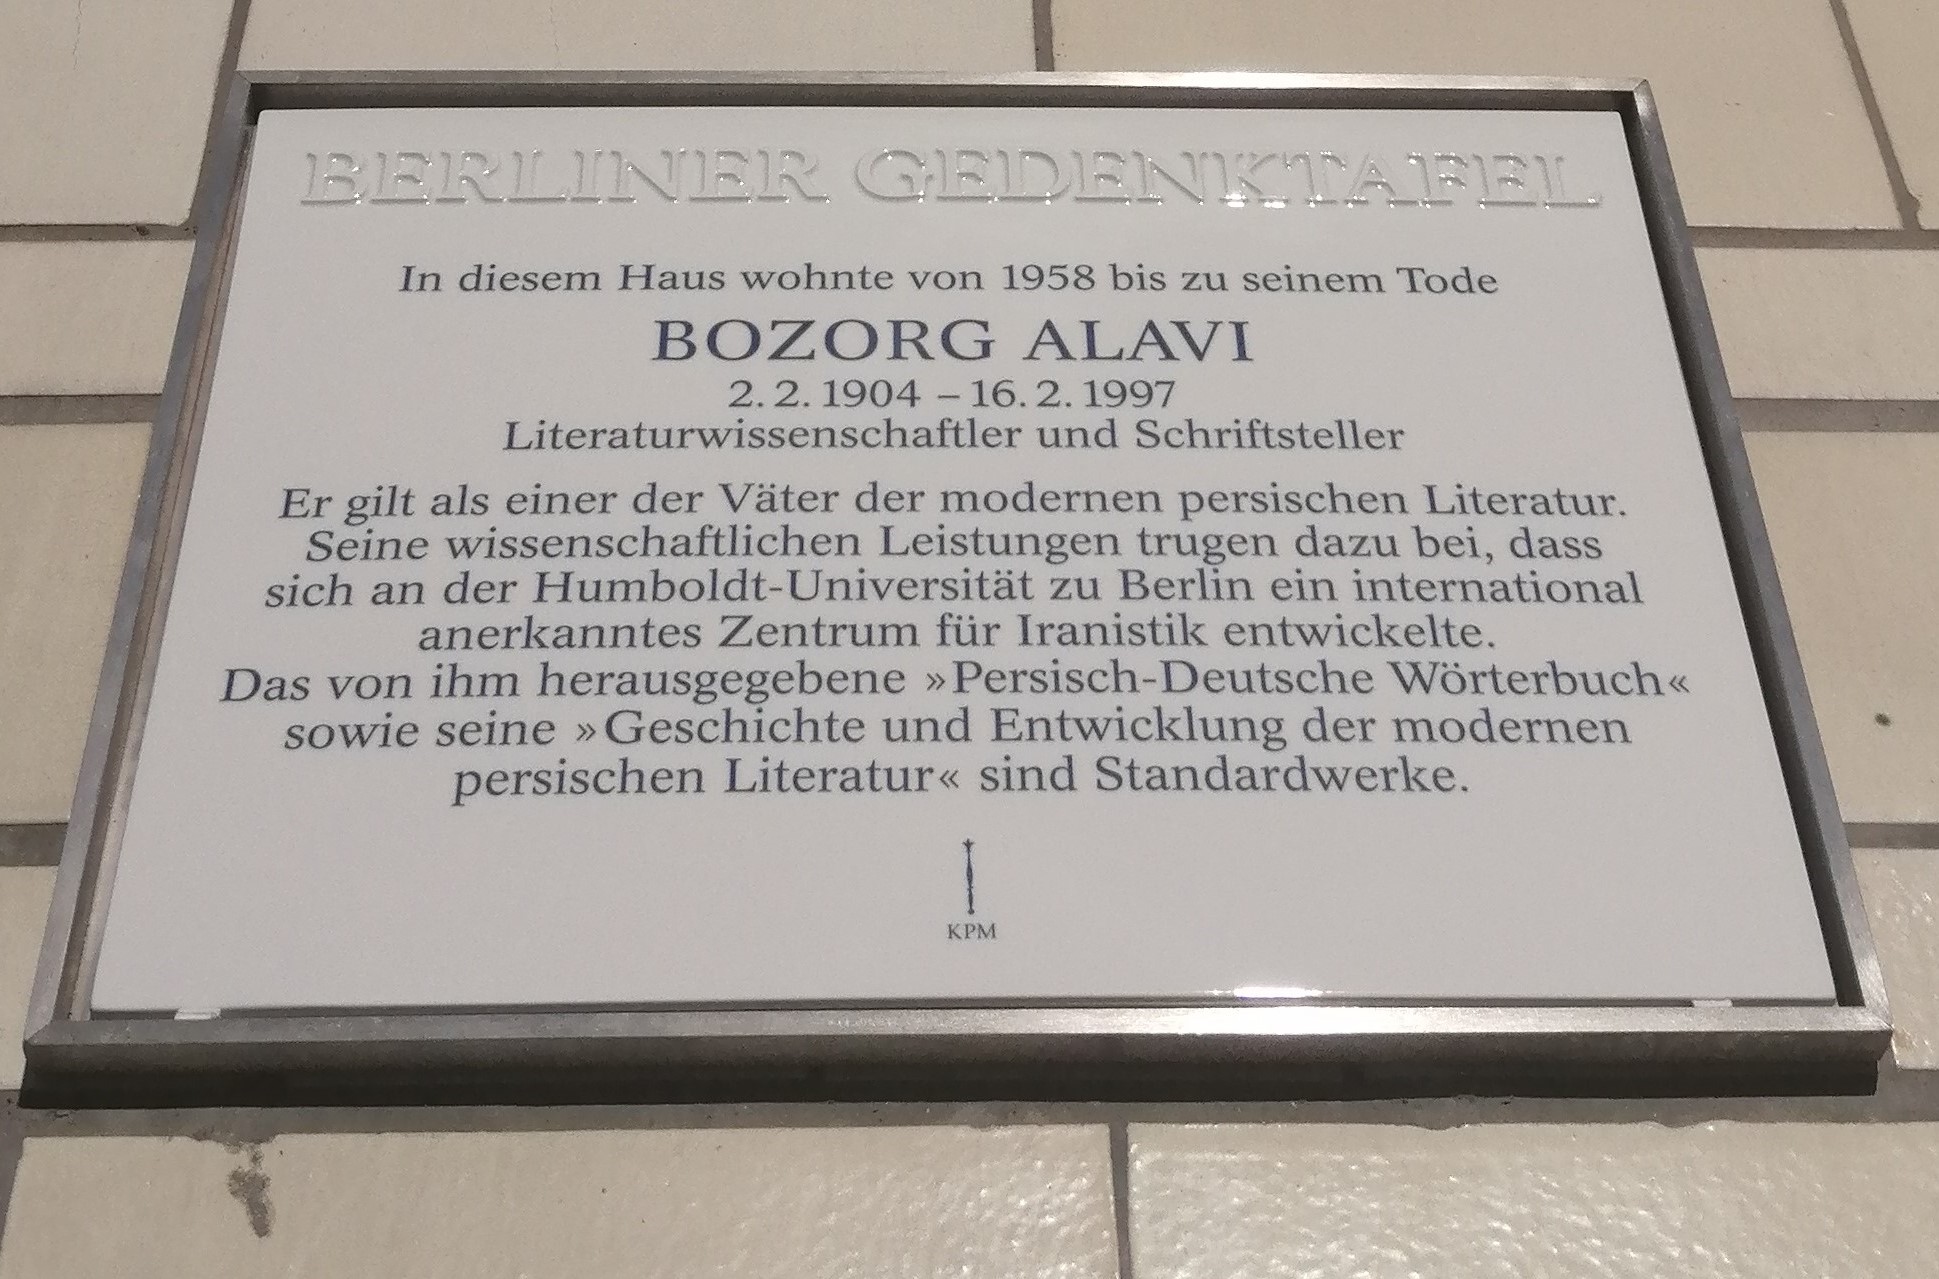 BERLINER GEDENKTAFEL
In diesem Haus wohnte von 1958 bis zu seinem Tode
BOZORG ALAVI
2. 2. 1904 – 16. 2. 1997
Literaturwissenschaftler und Schriftsteller
Er gilt als einer der Väter der modernen persischen Literatur.
Seine wissenschaftlichen Leistungen trugen dazu bei, dass
sich an der Humboldt-Universität zu Berlin ein international
anerkanntes Zentrum für Iranistik entwickelte.
Das von ihm herausgegebene »Persisch-Deutsche Wörterbuch«
sowie seine »Geschichte und Entwicklung der modernen
persischen Literatur« sind Standardwerke.
KPM